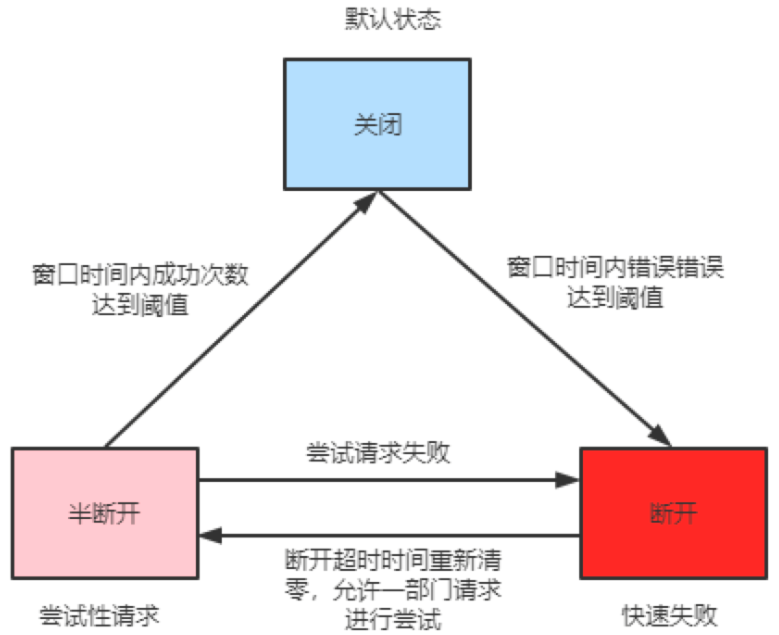 默认状态
关闭
窗口时间内成功次数
达到阈值
窗口时间内错误错误
达到阈值
尝试请求失败
半断开
断开
断开超时时间重新清
零，允许一部门请求
进行尝试
尝试性请求
快速失败